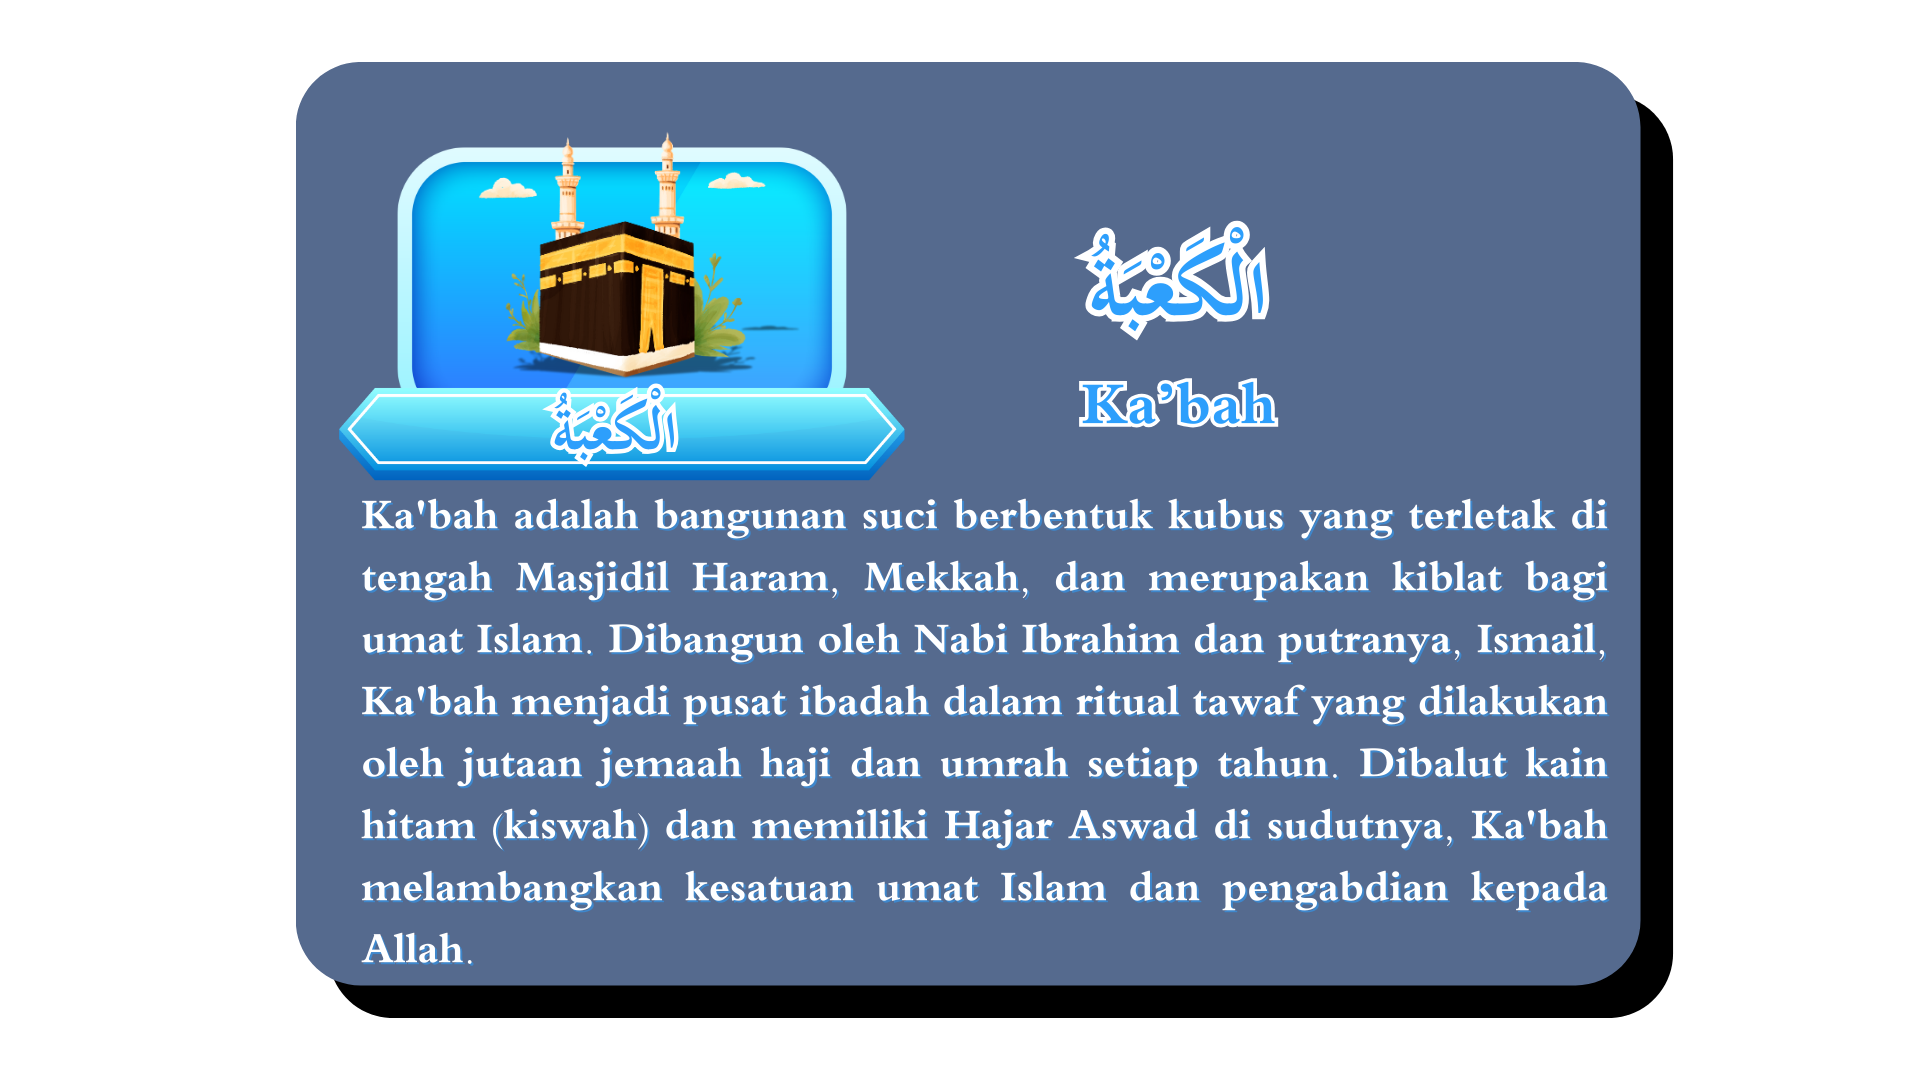 الْكَعْبَةُ
Ka’bah
الْكَعْبَةُ
Ka'bah adalah bangunan suci berbentuk kubus yang terletak di
tengah Masjidil Haram, Mekkah, dan merupakan kiblat bagi
umat Islam. Dibangun oleh Nabi Ibrahim dan putranya, Ismail,
Ka'bah menjadi pusat ibadah dalam ritual tawaf yang dilakukan
oleh jutaan jemaah haji dan umrah setiap tahun. Dibalut kain
hitam (kiswah) dan memiliki Hajar Aswad di sudutnya, Ka'bah
melambangkan kesatuan umat Islam dan pengabdian kepada
Allah.